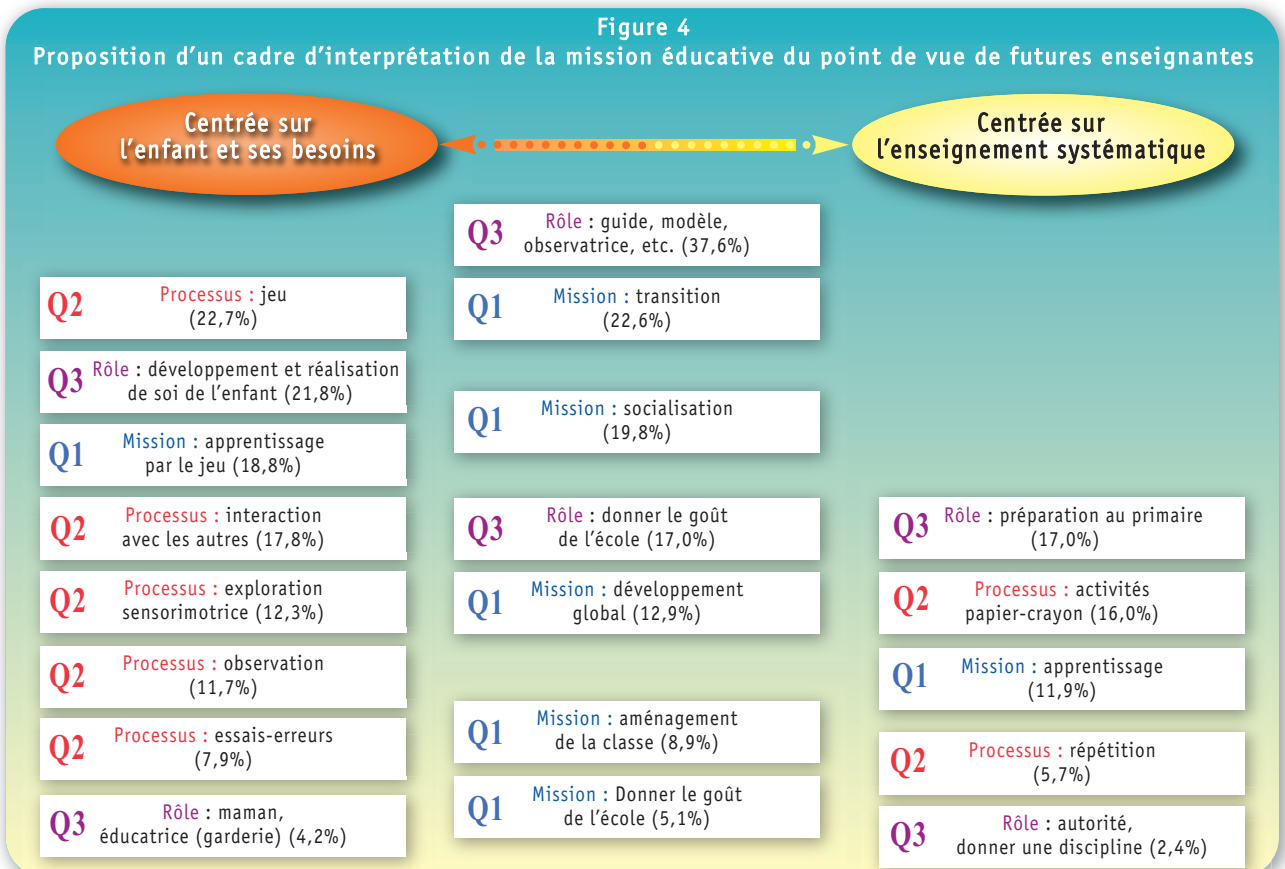 Figure 4
Proposition d'un cadre d'interprétation de la mission éducative du point de vue de futures enseignantes
Centrée sur
l'enfant et ses besoins
Centrée sur
l'enseignement systématique
Q2
Processus : jeu
(22,7%)
Q3
Rôle : développement et réalisation
de soi de l'enfant (21,8%)
Q1
Mission : apprentissage
par le jeu (18,8%)
Q2
Processus : interaction
avec les autres (17,8%)
Q2
Processus : exploration
sensorimotrice (12,3%)
Q2
Processus : observation
(11,7%)
Q2
Processus : essais-erreurs
(7,9%)
Q3
Rôle : maman,
éducatrice (garderie) (4,2%)
Q3
Rôle : guide, modèle,
observatrice, etc. (37,6%)
Q1
Mission : transition
(22,6%)
Q1
Mission : socialisation
(19,8%)
Q3
Rôle : donner le goût
de l'école (17,0%)
Q1
Mission : développement
global (12,9%)
Q1
Mission : aménagement
de la classe (8,9%)
Q1
Mission : Donner le goût
de l'école (5,1%)
Q3
Rôle : préparation au primaire
(17,0%)
Q2
Processus : activités
papier-crayon (16,0%)
Q1
Mission : apprentissage
(11,9%)
Q2
Processus : répétition
(5,7%)
Q3
Rôle : autorité,
donner une discipline (2,4%)